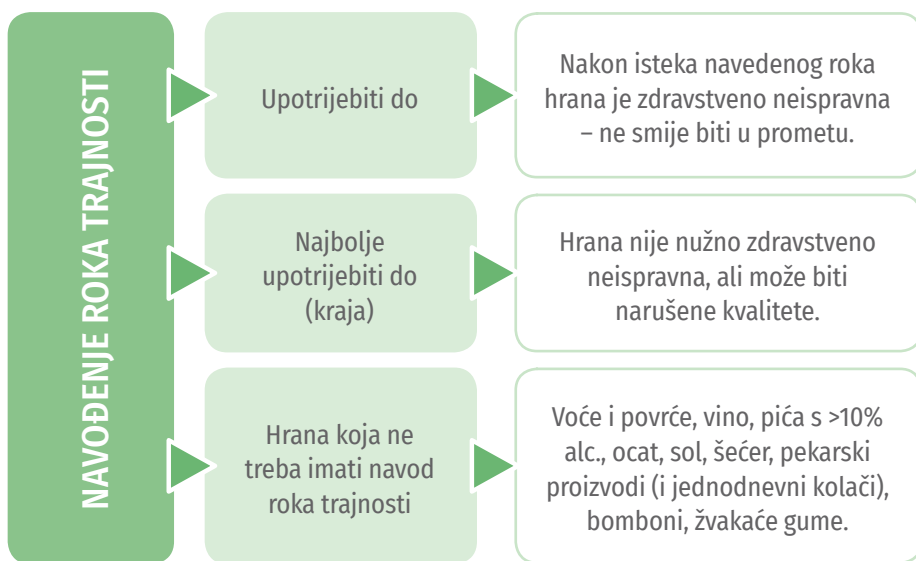 NAVOĐENJE ROKA TRAJNOSTI
Upotrijebiti do
Nakon isteka navedenog roka
hrana je zdravstveno neispravna
– ne smije biti u prometu.
Najbolje
upotrijebiti do
(kraja)
Hrana nije nužno zdravstveno
neispravna, ali može biti
narušene kvalitete.
Hrana koja ne
treba imati navod
roka trajnosti
Voće i povrće, vino, pića s >10%
alc., ocat, sol, šećer, pekarski
proizvodi (i jednodnevni kolači),
bomboni, žvakaće gume.